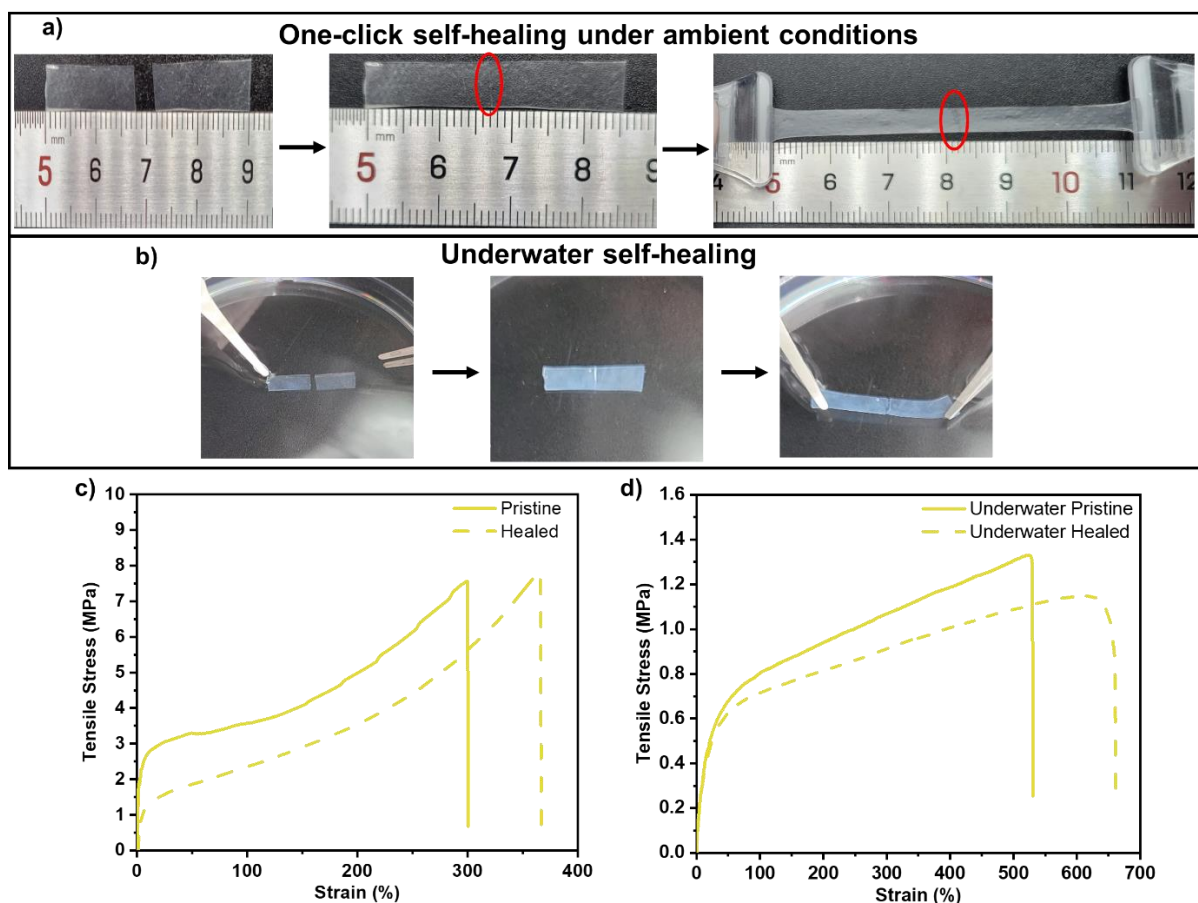 a)
One-click self-healing under ambient conditions
mm
5 6 7 8 9
mm
5 6 7 8 9
mm
4 5 6 7 8 9 10 11 12
b)
Underwater self-healing
c)
Pristine
Healed
Tensile Stress (MPa)
10
9
8
7
6
5
4
3
2
1
0
0 100 200 300 400
Strain (%)
d)
Underwater Pristine
Underwater Healed
Tensile Stress (MPa)
1.6
1.4
1.2
1.0
0.8
0.6
0.4
0.2
0.0
0 100 200 300 400 500 600 700
Strain (%)